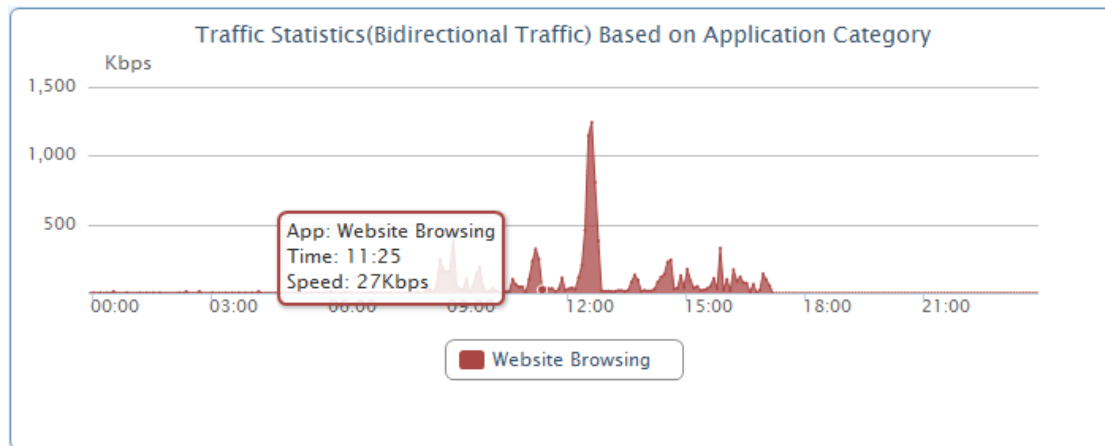 Traffic Statistics(Bidirectional Traffic) Based on Application Category
Kbps
1,500
1,000
500
App: Website Browsing
Time: 11:25
Speed: 27Kbps
00:00 03:00 06:00 09:00 12:00 15:00 18:00 21:00
Website Browsing